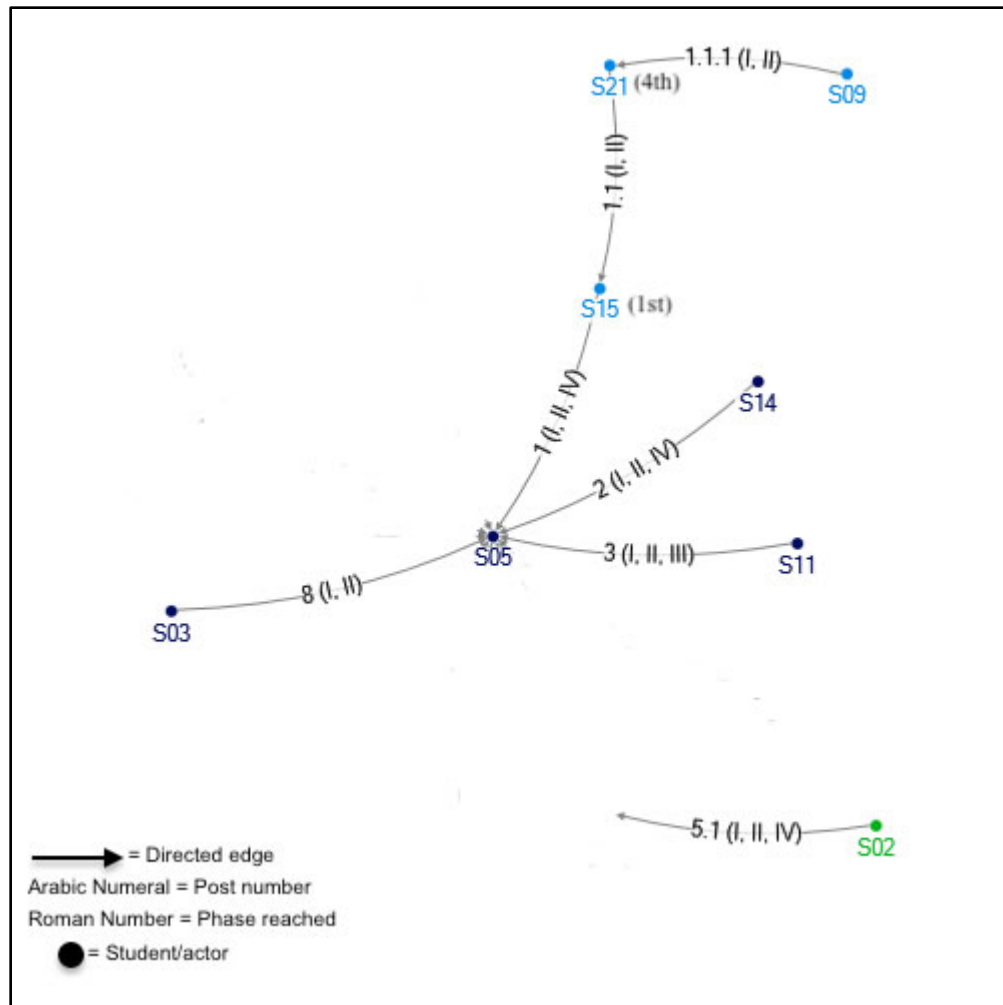 1.1.1 (I, II)
S21 (4th)
S09
1.1 (I, II)
S15 (1st)
1 (I, II, IV)
S14
2 (I, II, IV)
S05
3 (I, II, III)
S11
8 (I, II)
S03
5.1 (I, II, IV)
S02
= Directed edge
Arabic Numeral = Post number
Roman Number = Phase reached
= Student/actor